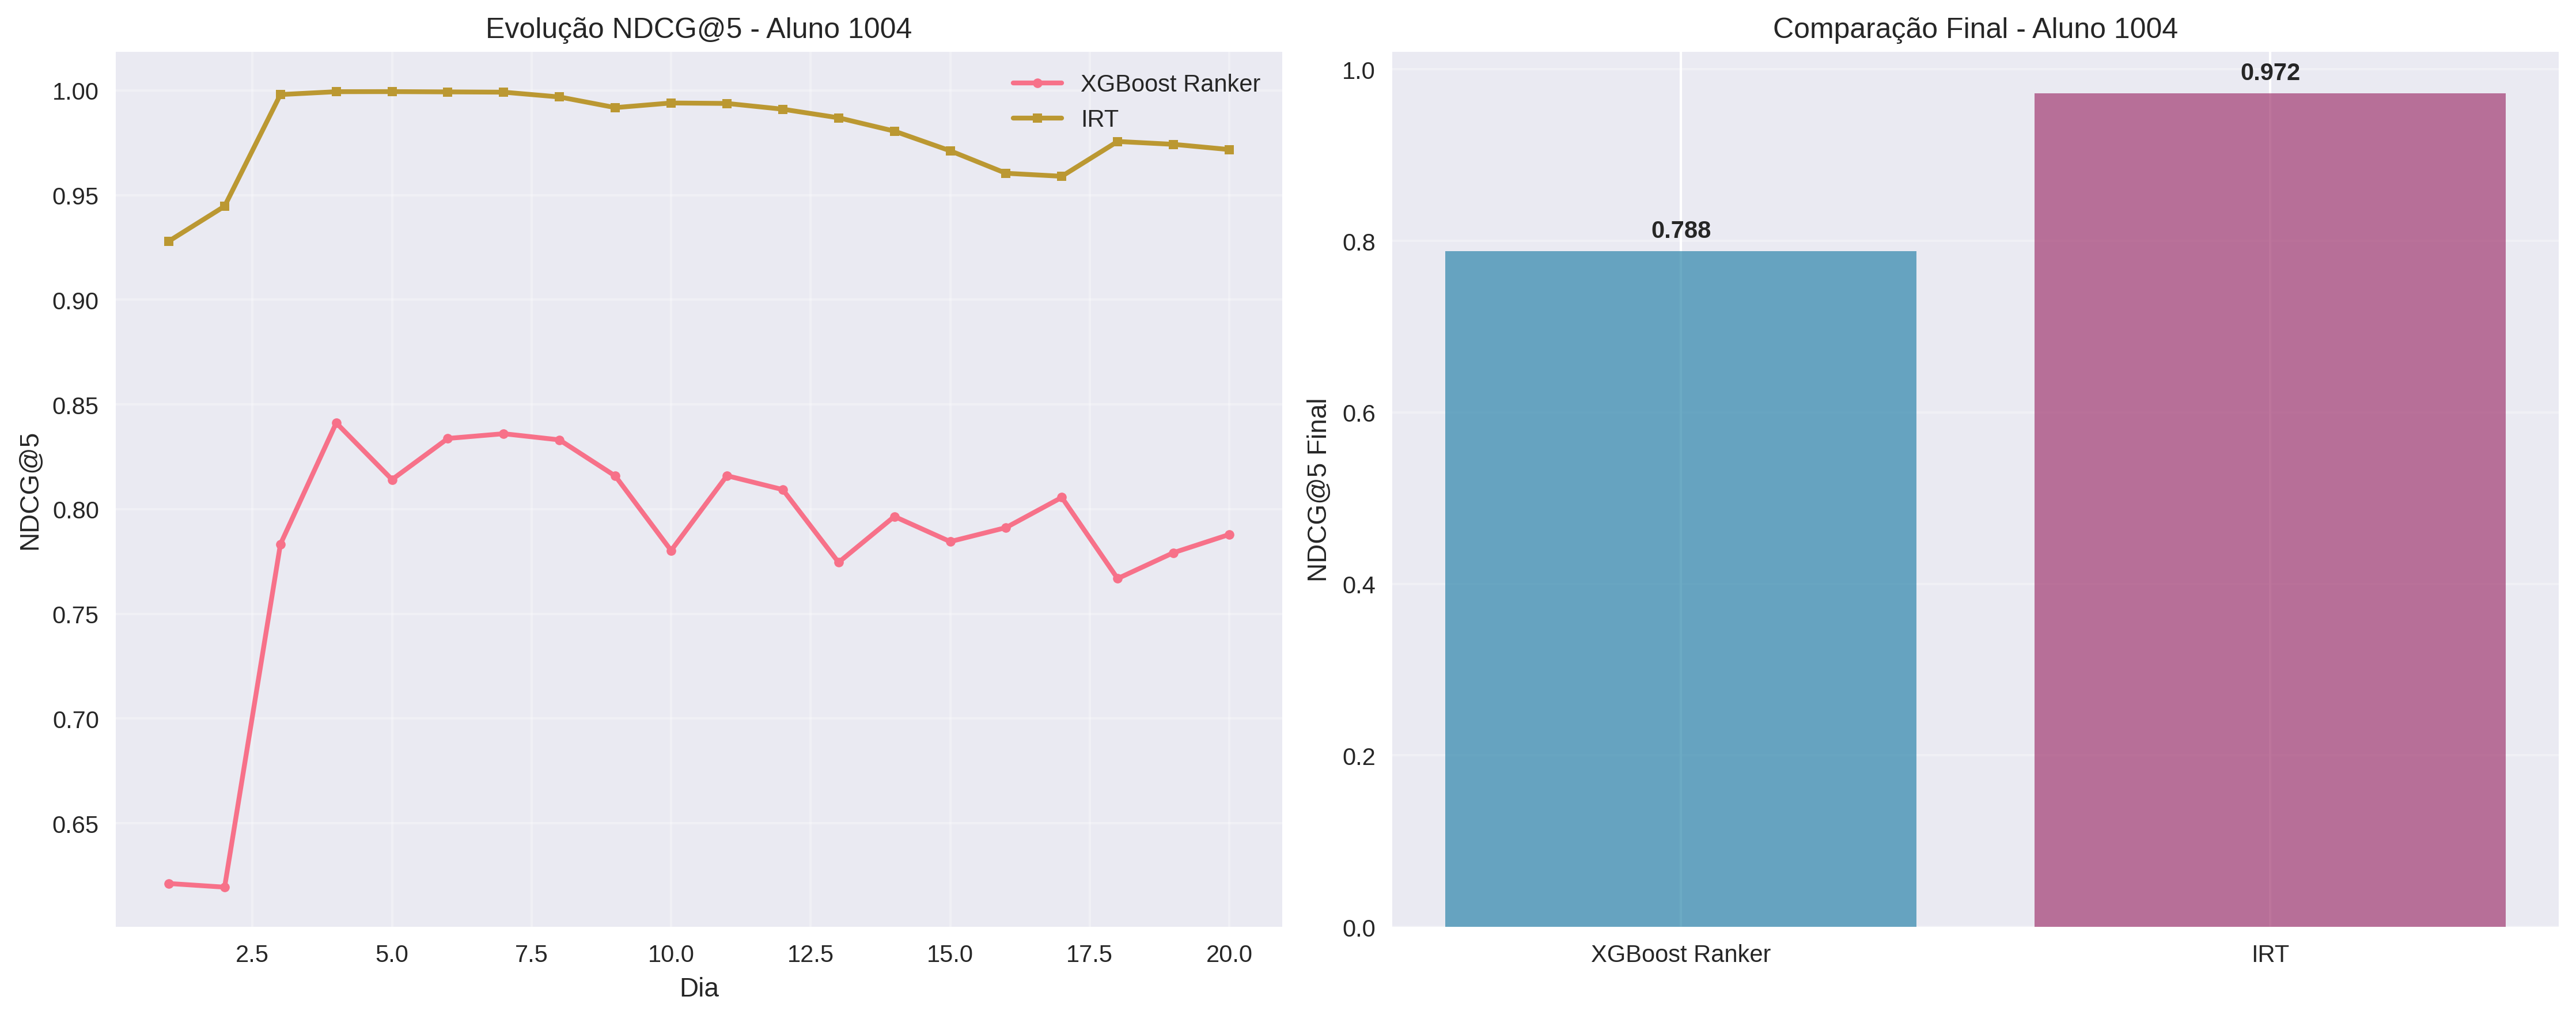 Evolução NDCG@5 - Aluno 1004
XGBoost Ranker
IRT
1.00
0.95
0.90
0.85
0.80
0.75
0.70
0.65
NDCG@5
2.5 5.0 7.5 10.0 12.5 15.0 17.5 20.0
Dia
Comparação Final - Aluno 1004
0.972
0.788
1.0
0.8
0.6
0.4
0.2
0.0
NDCG@5 Final
XGBoost Ranker IRT